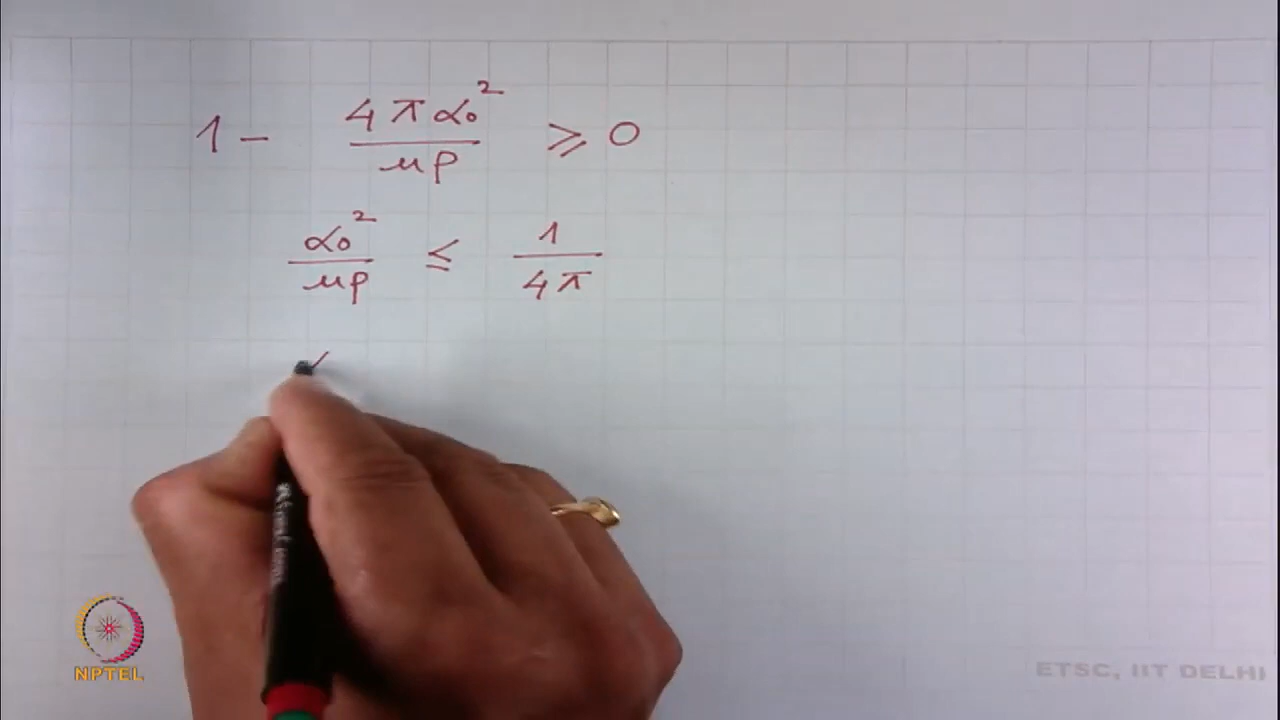 1 - 4πα₀² / μρ ⩾ 0
α₀² / μρ ≤ 1 / 4π
NPTEL
ETSC, IIT DELHI